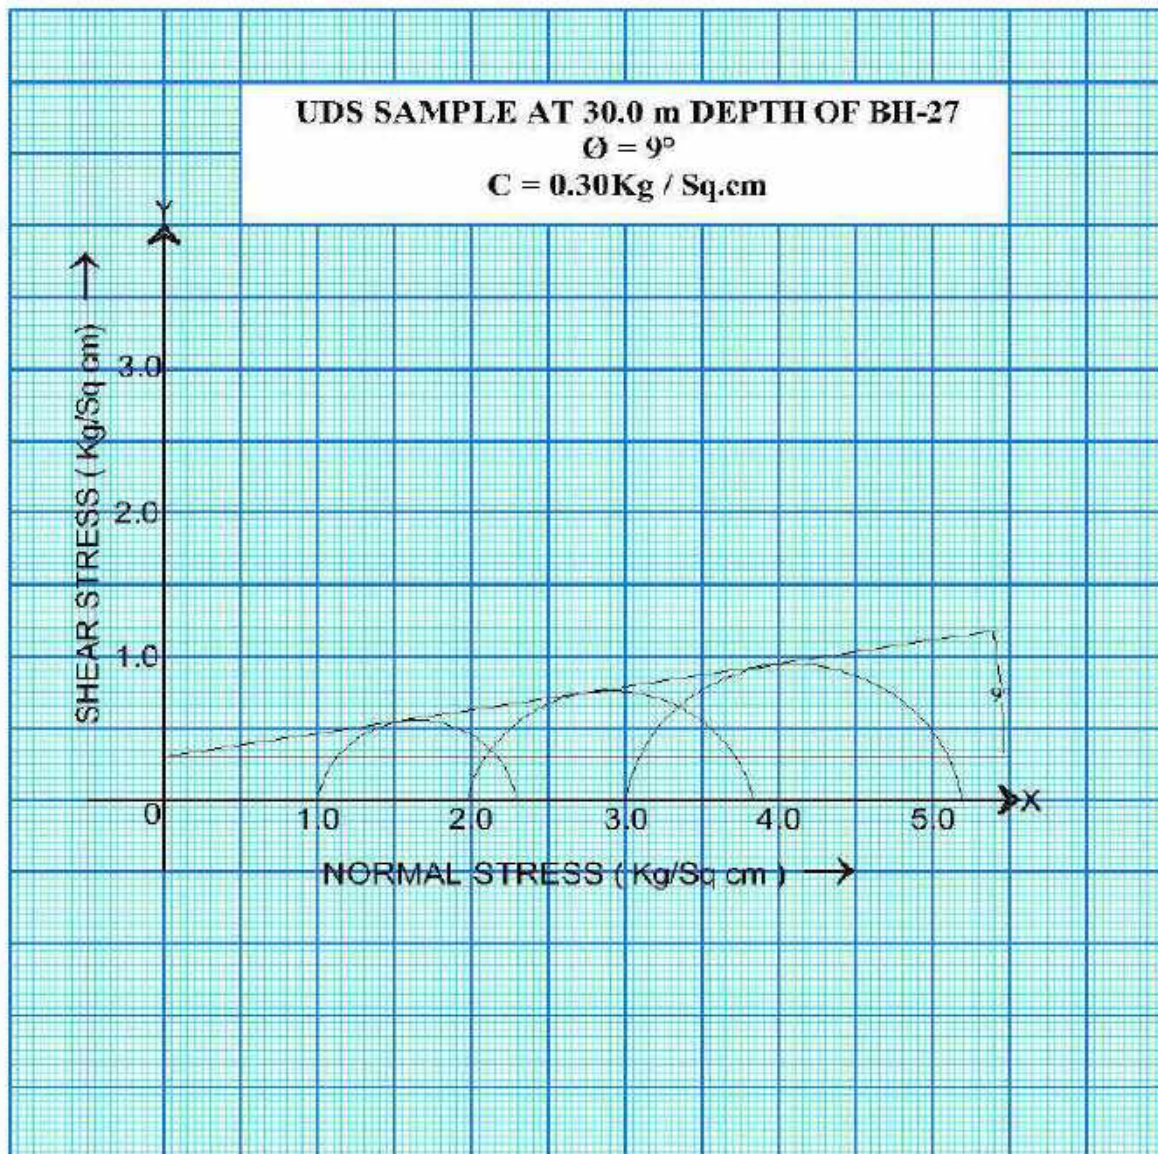 UDS SAMPLE AT 30.0 m DEPTH OF BH-27
Ø = 9°
C = 0.30Kg / Sq.cm
Y
SHEAR STRESS ( Kg/Sq cm)
3.0
2.0
1.0
9°
0
1.0
2.0
3.0
4.0
5.0
X
NORMAL STRESS ( Kg/Sq cm )